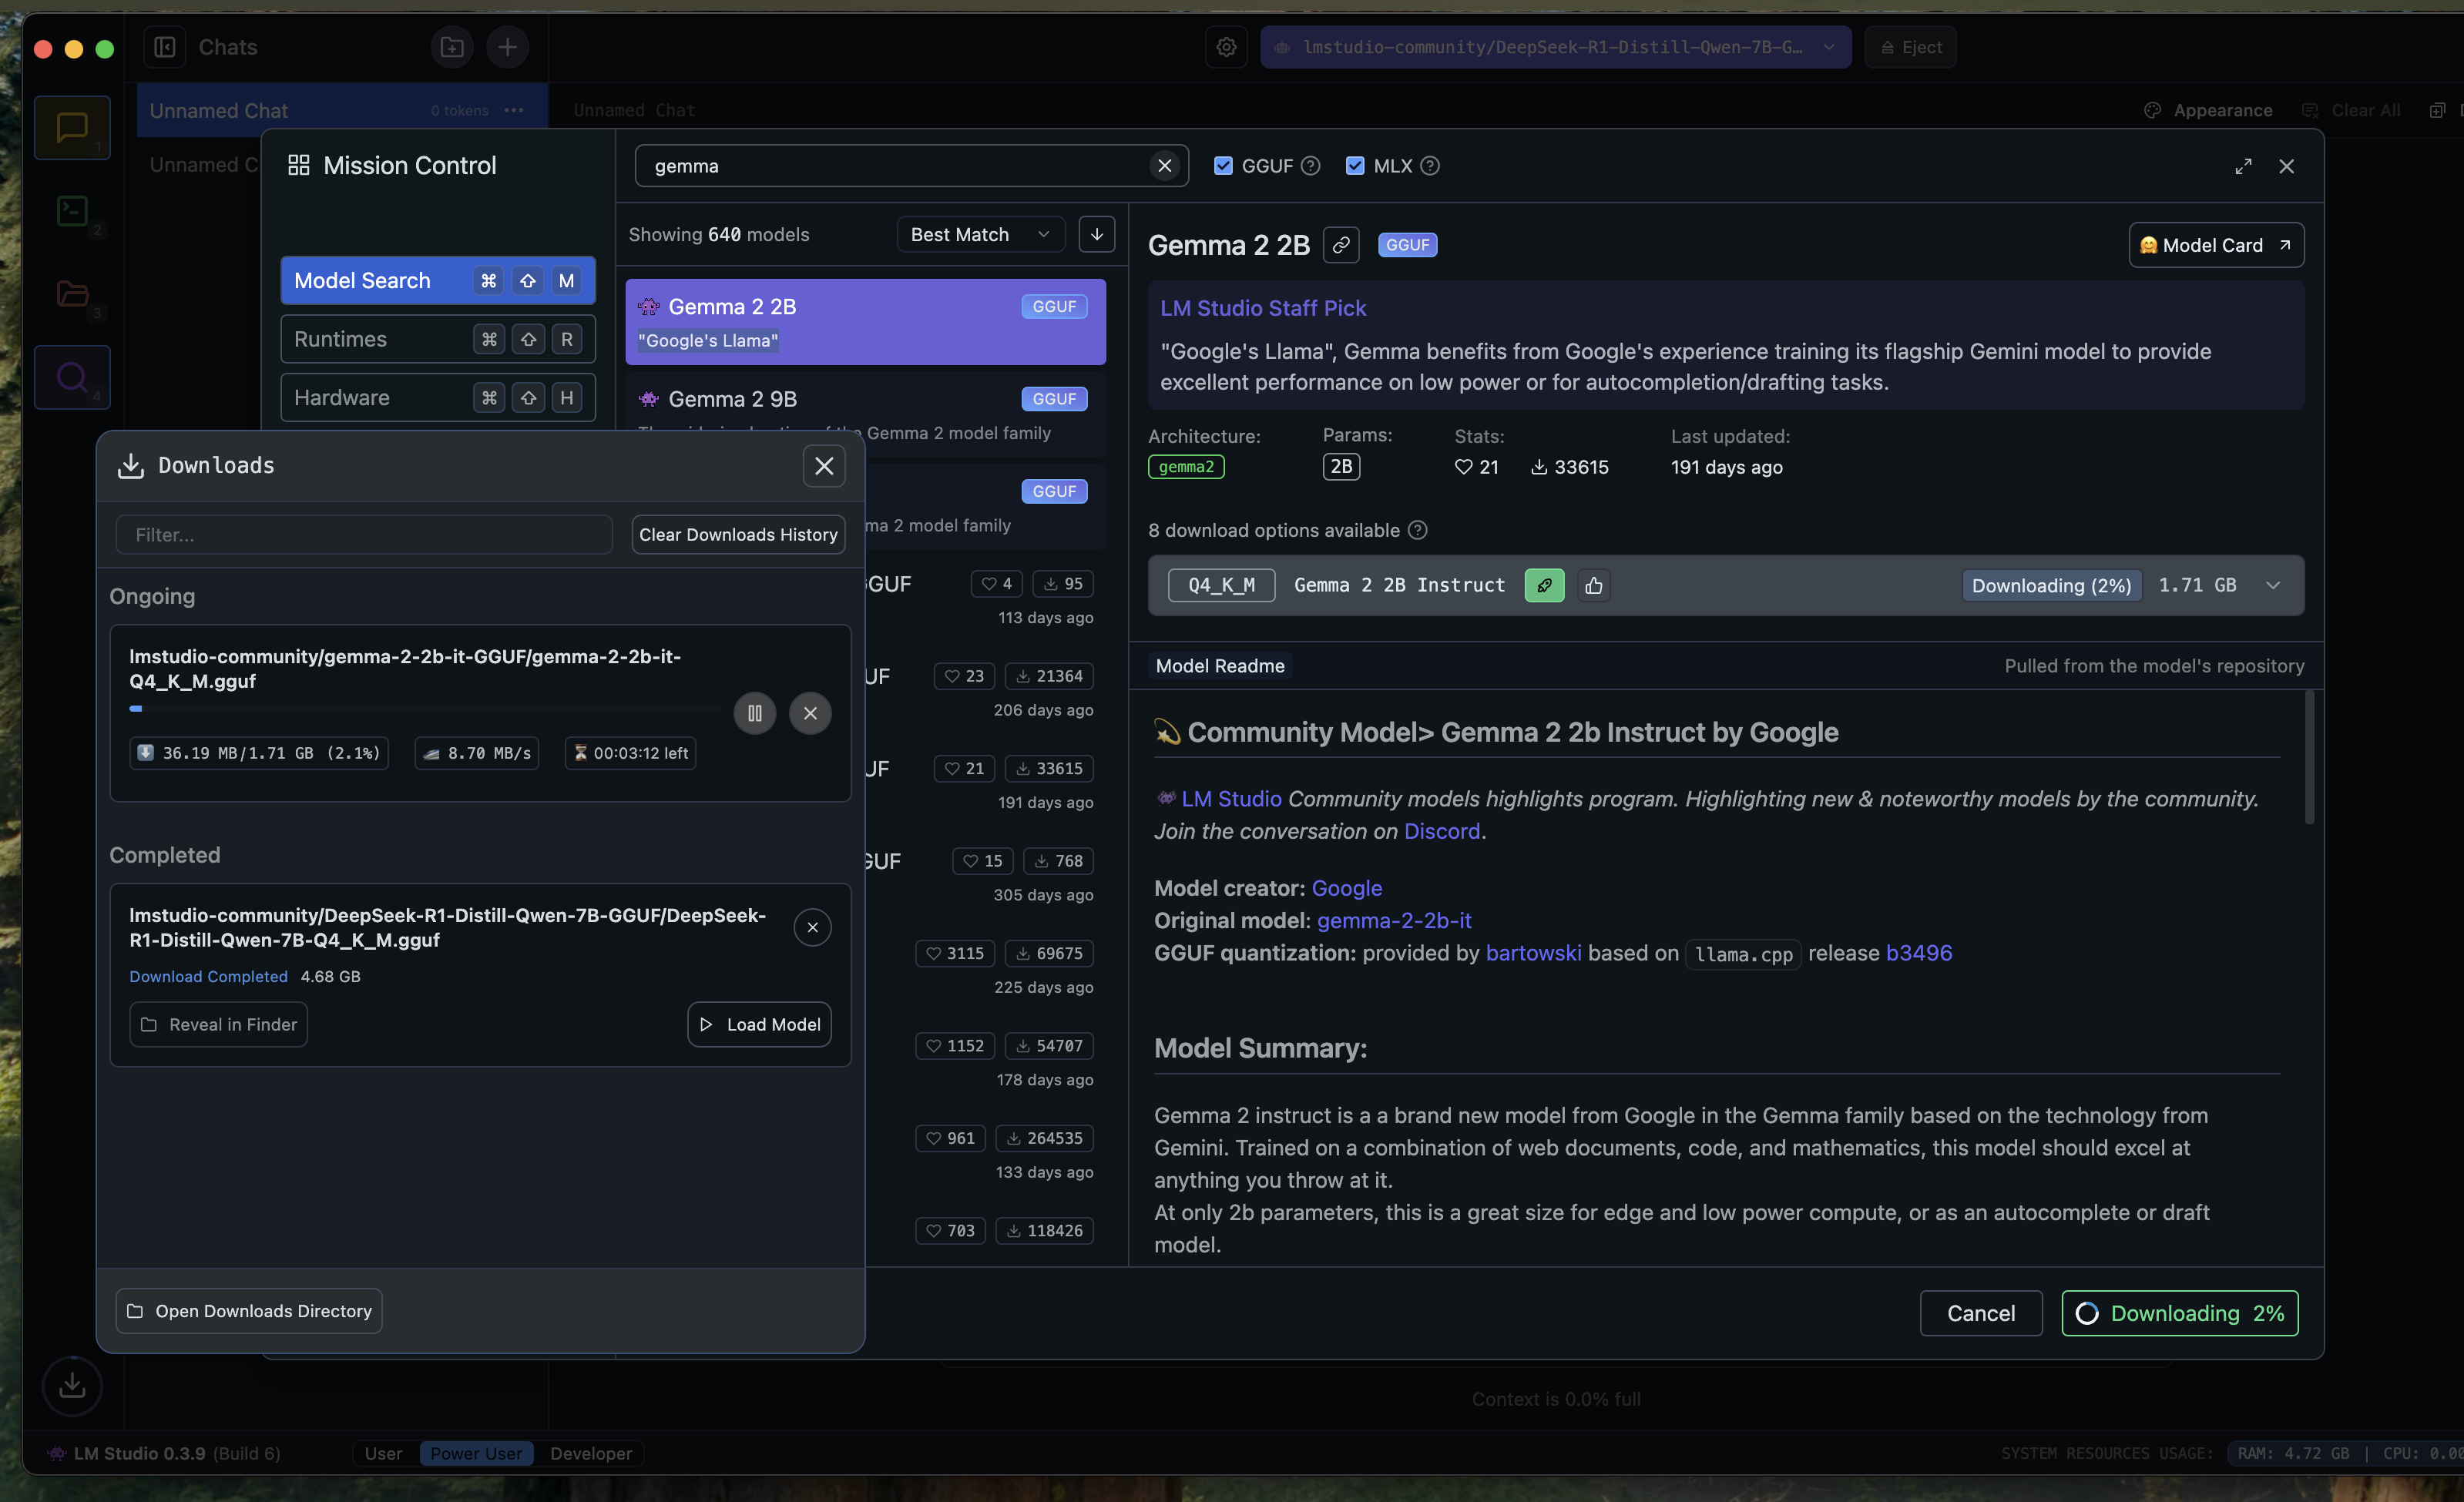 Chats
lmstudio-community/DeepSeek-R1-Distill-Qwen-7B-G...
Eject
Unnamed Chat
0 tokens
Unnamed Chat
Appearance
Clear All
Unnamed C
1
2
3
4
Mission Control
gemma
GGUF
MLX
Model Search ⌘ ⇧ M
Runtimes ⌘ ⇧ R
Hardware ⌘ ⇧ H
Showing 640 models
Best Match
Gemma 2 2B
GGUF
"Google's Llama"
Gemma 2 9B
GGUF
Gemma 2 model family
GGUF
ma 2 model family
GUF
4
95
113 days ago
UF
23
21364
206 days ago
UF
21
33615
191 days ago
GUF
15
768
305 days ago
3115
69675
225 days ago
1152
54707
178 days ago
961
264535
133 days ago
703
118426
Gemma 2 2B
GGUF
🤗 Model Card
LM Studio Staff Pick
"Google's Llama", Gemma benefits from Google's experience training its flagship Gemini model to provide
excellent performance on low power or for autocompletion/drafting tasks.
Architecture:
gemma2
Params:
2B
Stats:
21
33615
Last updated:
191 days ago
8 download options available
Q4_K_M
Gemma 2 2B Instruct
Downloading (2%)
1.71 GB
Model Readme
Pulled from the model's repository
💫 Community Model> Gemma 2 2b Instruct by Google
👾 LM Studio Community models highlights program. Highlighting new & noteworthy models by the community.
Join the conversation on Discord.
Model creator: Google
Original model: gemma-2-2b-it
GGUF quantization: provided by bartowski based on llama.cpp release b3496
Model Summary:
Gemma 2 instruct is a a brand new model from Google in the Gemma family based on the technology from
Gemini. Trained on a combination of web documents, code, and mathematics, this model should excel at
anything you throw at it.
At only 2b parameters, this is a great size for edge and low power compute, or as an autocomplete or draft
model.
Cancel
Downloading 2%
Downloads
Filter...
Clear Downloads History
Ongoing
lmstudio-community/gemma-2-2b-it-GGUF/gemma-2-2b-it-
Q4_K_M.gguf
36.19 MB/1.71 GB (2.1%)
8.70 MB/s
00:03:12 left
Completed
lmstudio-community/DeepSeek-R1-Distill-Qwen-7B-GGUF/DeepSeek-
R1-Distill-Qwen-7B-Q4_K_M.gguf
Download Completed 4.68 GB
Reveal in Finder
Load Model
Open Downloads Directory
Context is 0.0% full
LM Studio 0.3.9 (Build 6)
User
Power User
Developer
SYSTEM RESOURCES USAGE:
RAM: 4.72 GB | CPU: 0.00